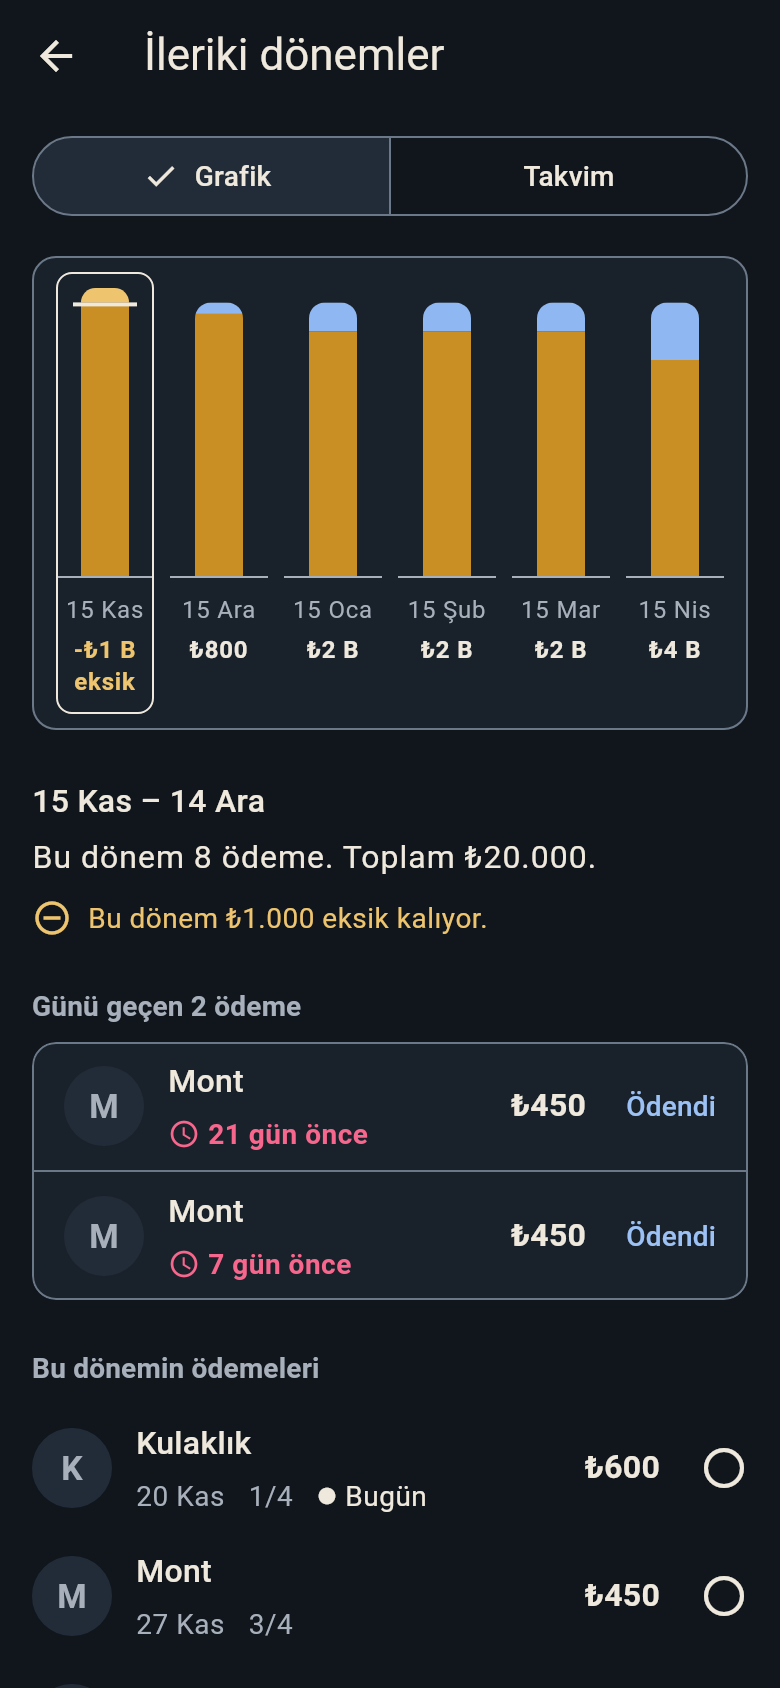 İleriki dönemler
Grafik
Takvim
15 Kas
-₺1 B
eksik
15 Ara
₺800
15 Oca
₺2 B
15 Şub
₺2 B
15 Mar
₺2 B
15 Nis
₺4 B
15 Kas – 14 Ara
Bu dönem 8 ödeme. Toplam ₺20.000.
Bu dönem ₺1.000 eksik kalıyor.
Günü geçen 2 ödeme
M
Mont
21 gün önce
₺450
Ödendi
M
Mont
7 gün önce
₺450
Ödendi
Bu dönemin ödemeleri
K
Kulaklık
20 Kas 1/4 Bugün
₺600
M
Mont
27 Kas 3/4
₺450